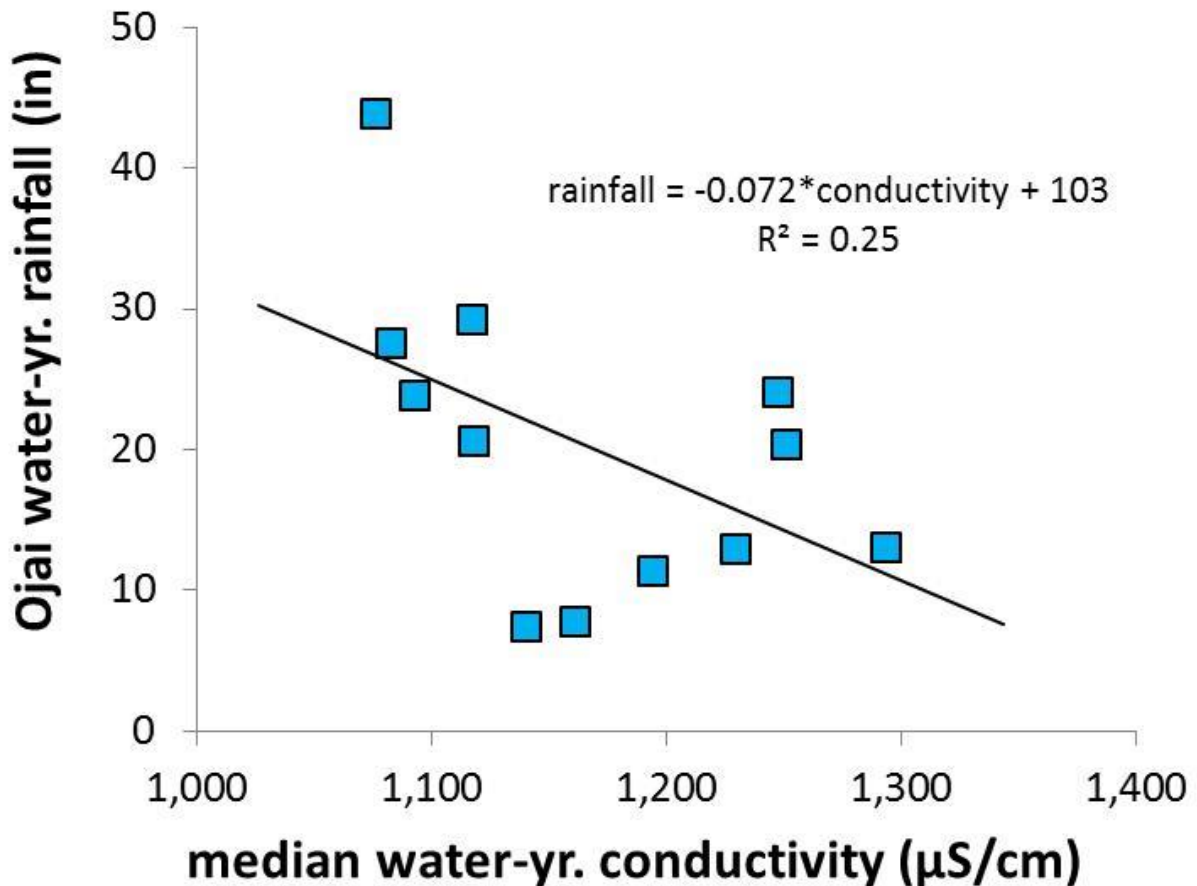 Ojai water-yr. rainfall (in)
50
40
30
20
10
0
rainfall = -0.072*conductivity + 103
R² = 0.25
1,000 1,100 1,200 1,300 1,400
median water-yr. conductivity (µS/cm)